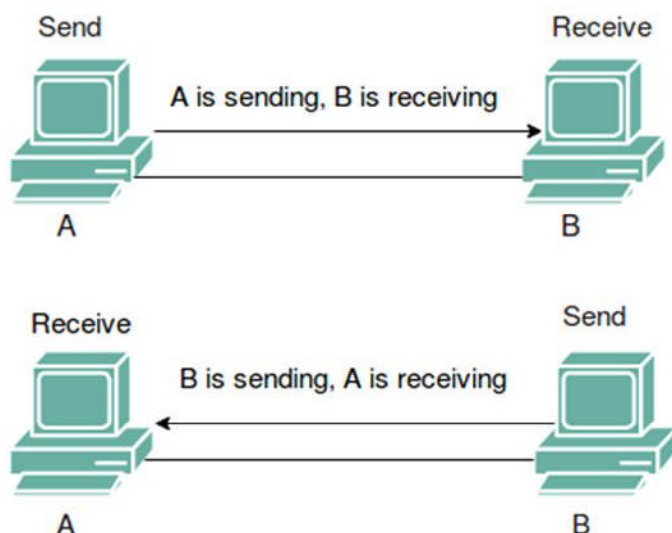 Send
Receive
A is sending, B is receiving
A
B
Receive
Send
B is sending, A is receiving
A
B